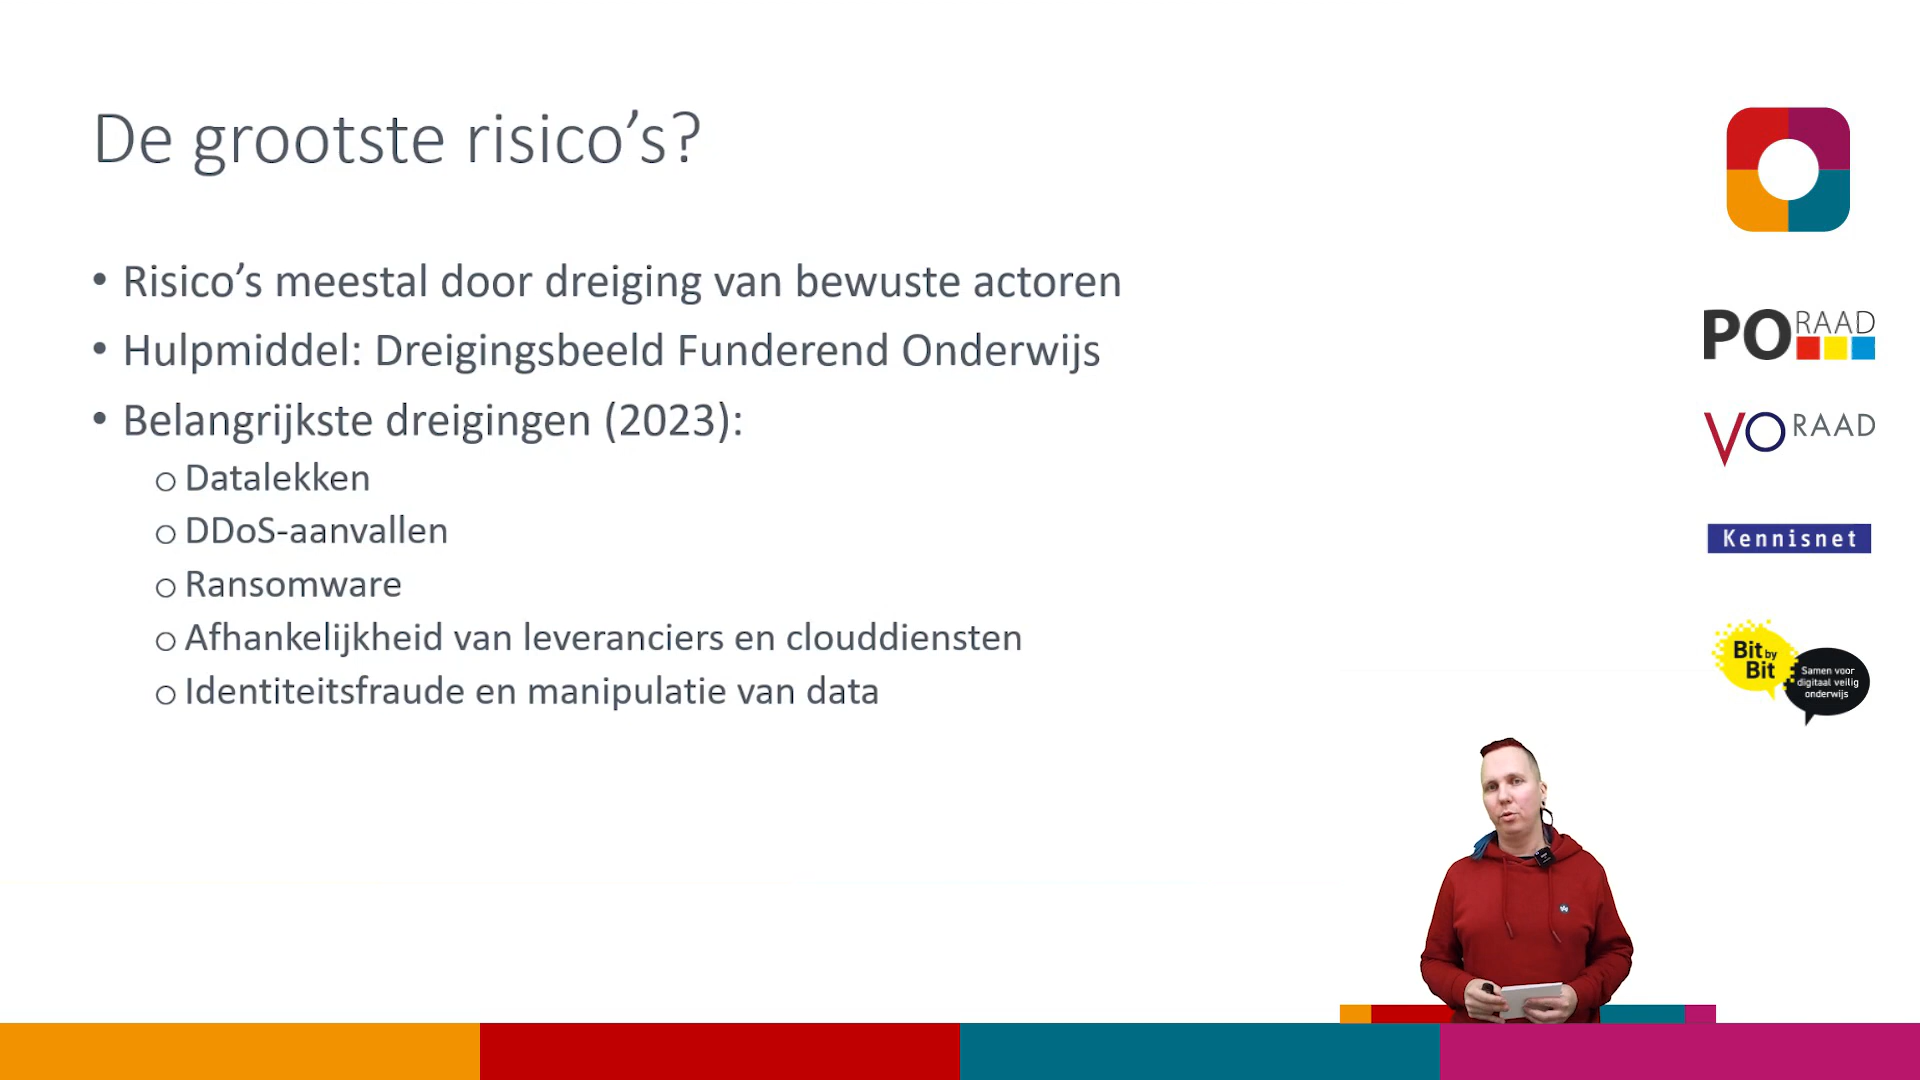 De grootste risico’s?
• Risico’s meestal door dreiging van bewuste actoren
• Hulpmiddel: Dreigingsbeeld Funderend Onderwijs
• Belangrijkste dreigingen (2023):
o Datalekken
o DDoS-aanvallen
o Ransomware
o Afhankelijkheid van leveranciers en clouddiensten
o Identiteitsfraude en manipulatie van data
PO RAAD
VO RAAD
Kennisnet
Bit by
Bit
Samen voor
digitaal veilig
onderwijs